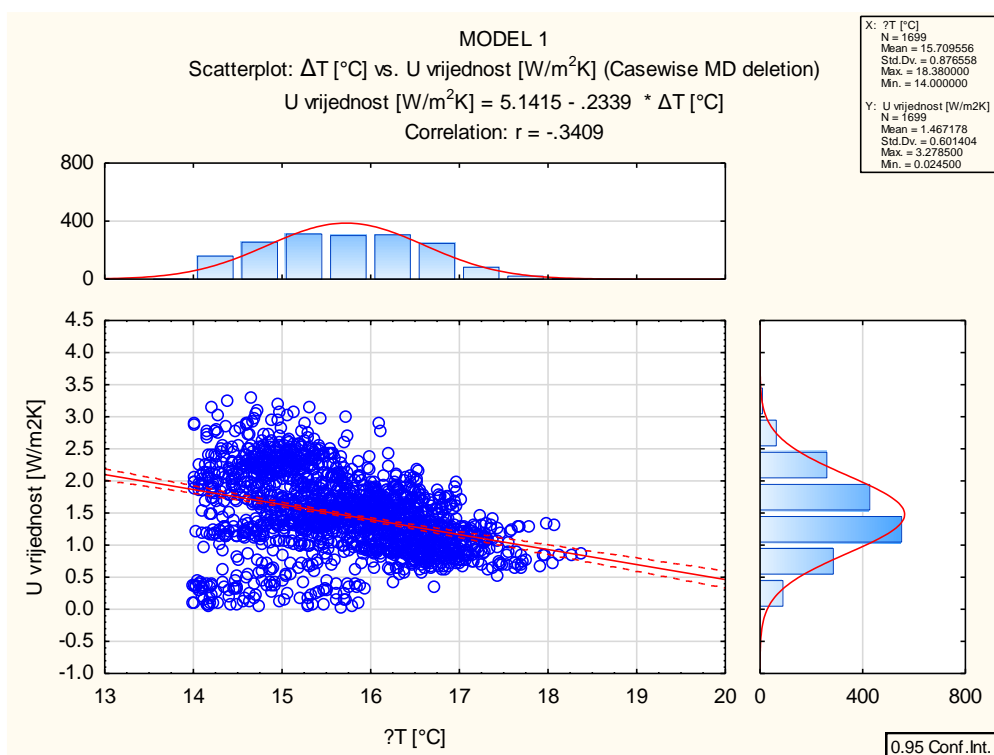 MODEL 1
Scatterplot: ΔT [°C] vs. U vrijednost [W/m²K] (Casewise MD deletion)
U vrijednost [W/m²K] = 5.1415 - .2339 * ΔT [°C]
Correlation: r = -.3409
X: ?T [°C]
N = 1699
Mean = 15.709556
Std.Dv. = 0.876558
Max. = 18.380000
Min. = 14.000000
Y: U vrijednost [W/m2K]
N = 1699
Mean = 1.467178
Std.Dv. = 0.601404
Max. = 3.278500
Min. = 0.024500
800
400
0
4.5
4.0
3.5
3.0
2.5
2.0
1.5
1.0
0.5
0.0
-0.5
-1.0
U vrijednost [W/m2K]
13 14 15 16 17 18 19 20
?T [°C]
0 400 800
0.95 Conf.Int.